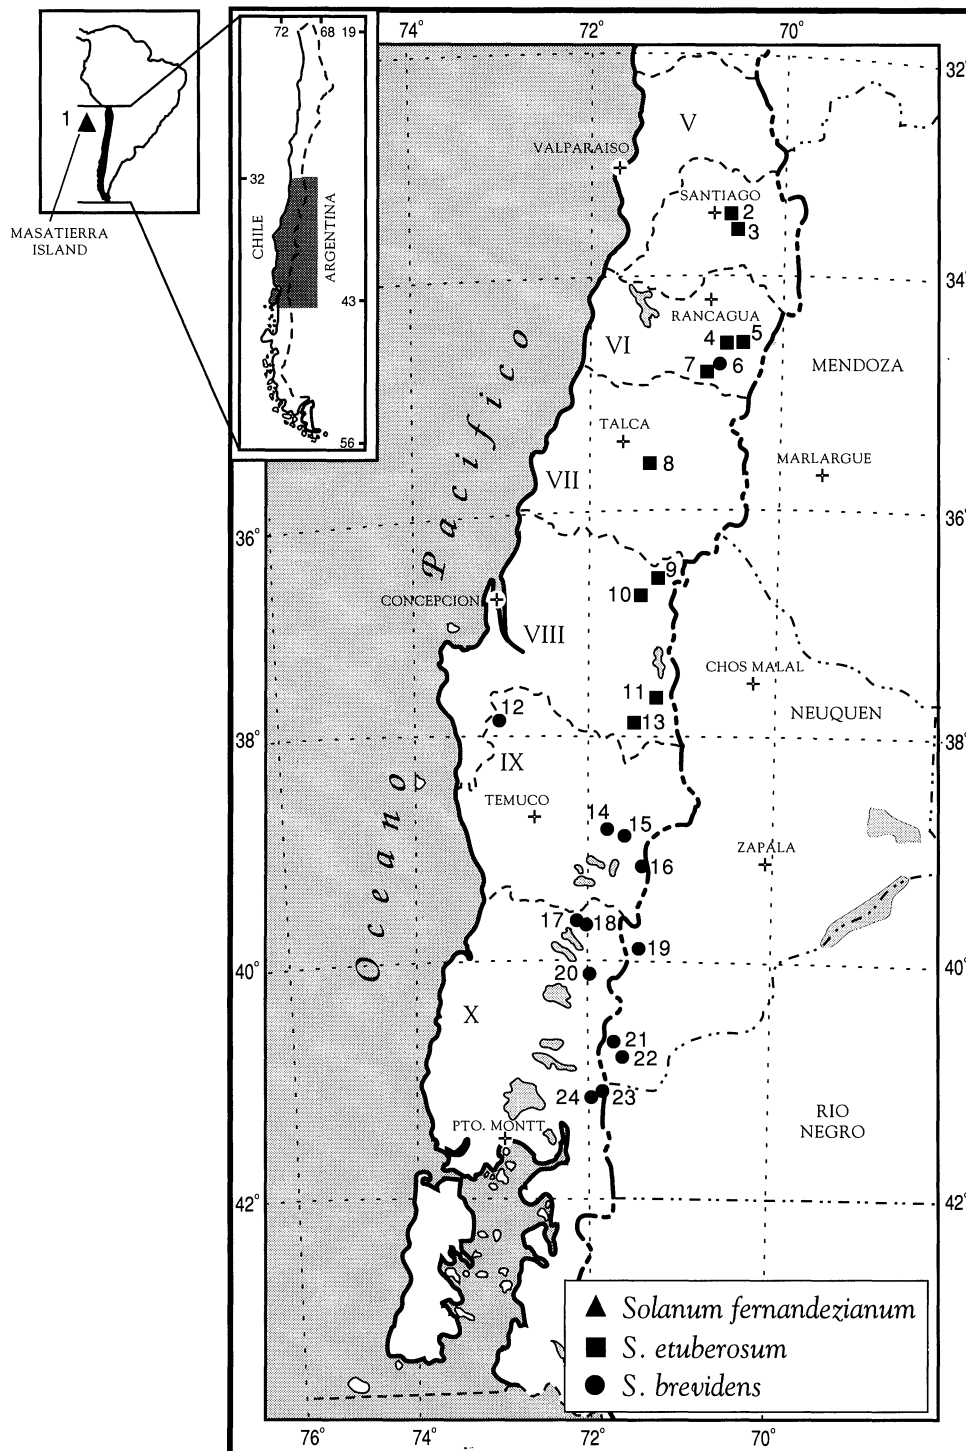 74° 72° 70°
72 68 19
32°
1
V
VALPARAISO
32
SANTIAGO
2
3
MASATIERRA
ISLAND
CHILE
ARGENTINA
34°
43
RANCAGUA
4 5
VI
7 6
MENDOZA
TALCA
56
8
MARLARGUE
VII
36°
Oceano Pacifico
9
10
CONCEPCION
VIII
CHOS MALAL
11
12
13
NEUQUEN
38° 38°
IX
TEMUCO
14 15
ZAPALA
16
17 18
19
40° 20 40°
X
21
22
24 23
PTO. MONTT
RIO
NEGRO
42° 42°
Solanum fernandezianum
S. etuberosum
S. brevidens
76° 74° 72° 70°